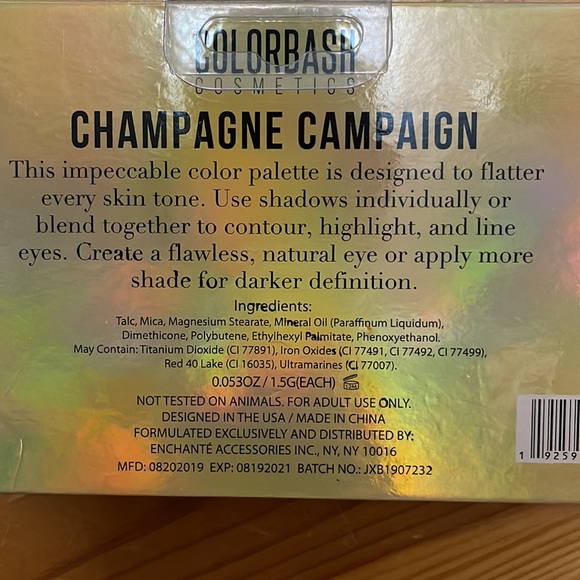 COLORBASH
COSMETICS
CHAMPAGNE CAMPAIGN
This impeccable color palette is designed to flatter
every skin tone. Use shadows individually or
blend together to contour, highlight, and line
eyes. Create a flawless, natural eye or apply more
shade for darker definition.
Ingredients:
Talc, Mica, Magnesium Stearate, Mineral Oil (Paraffinum Liquidum),
Dimethicone, Polybutene, Ethylhexyl Palmitate, Phenoxyethanol.
May Contain: Titanium Dioxide (CI 77891), Iron Oxides (CI 77491, CI 77492, CI 77499),
Red 40 Lake (CI 16035), Ultramarines (CI 77007).
0.053OZ / 1.5G(EACH) 12M
NOT TESTED ON ANIMALS. FOR ADULT USE ONLY.
DESIGNED IN THE USA / MADE IN CHINA
FORMULATED EXCLUSIVELY AND DISTRIBUTED BY:
ENCHANTÉ ACCESSORIES INC., NY, NY 10016
MFD: 08202019 EXP: 08192021 BATCH NO.: JXB1907232
1 9259